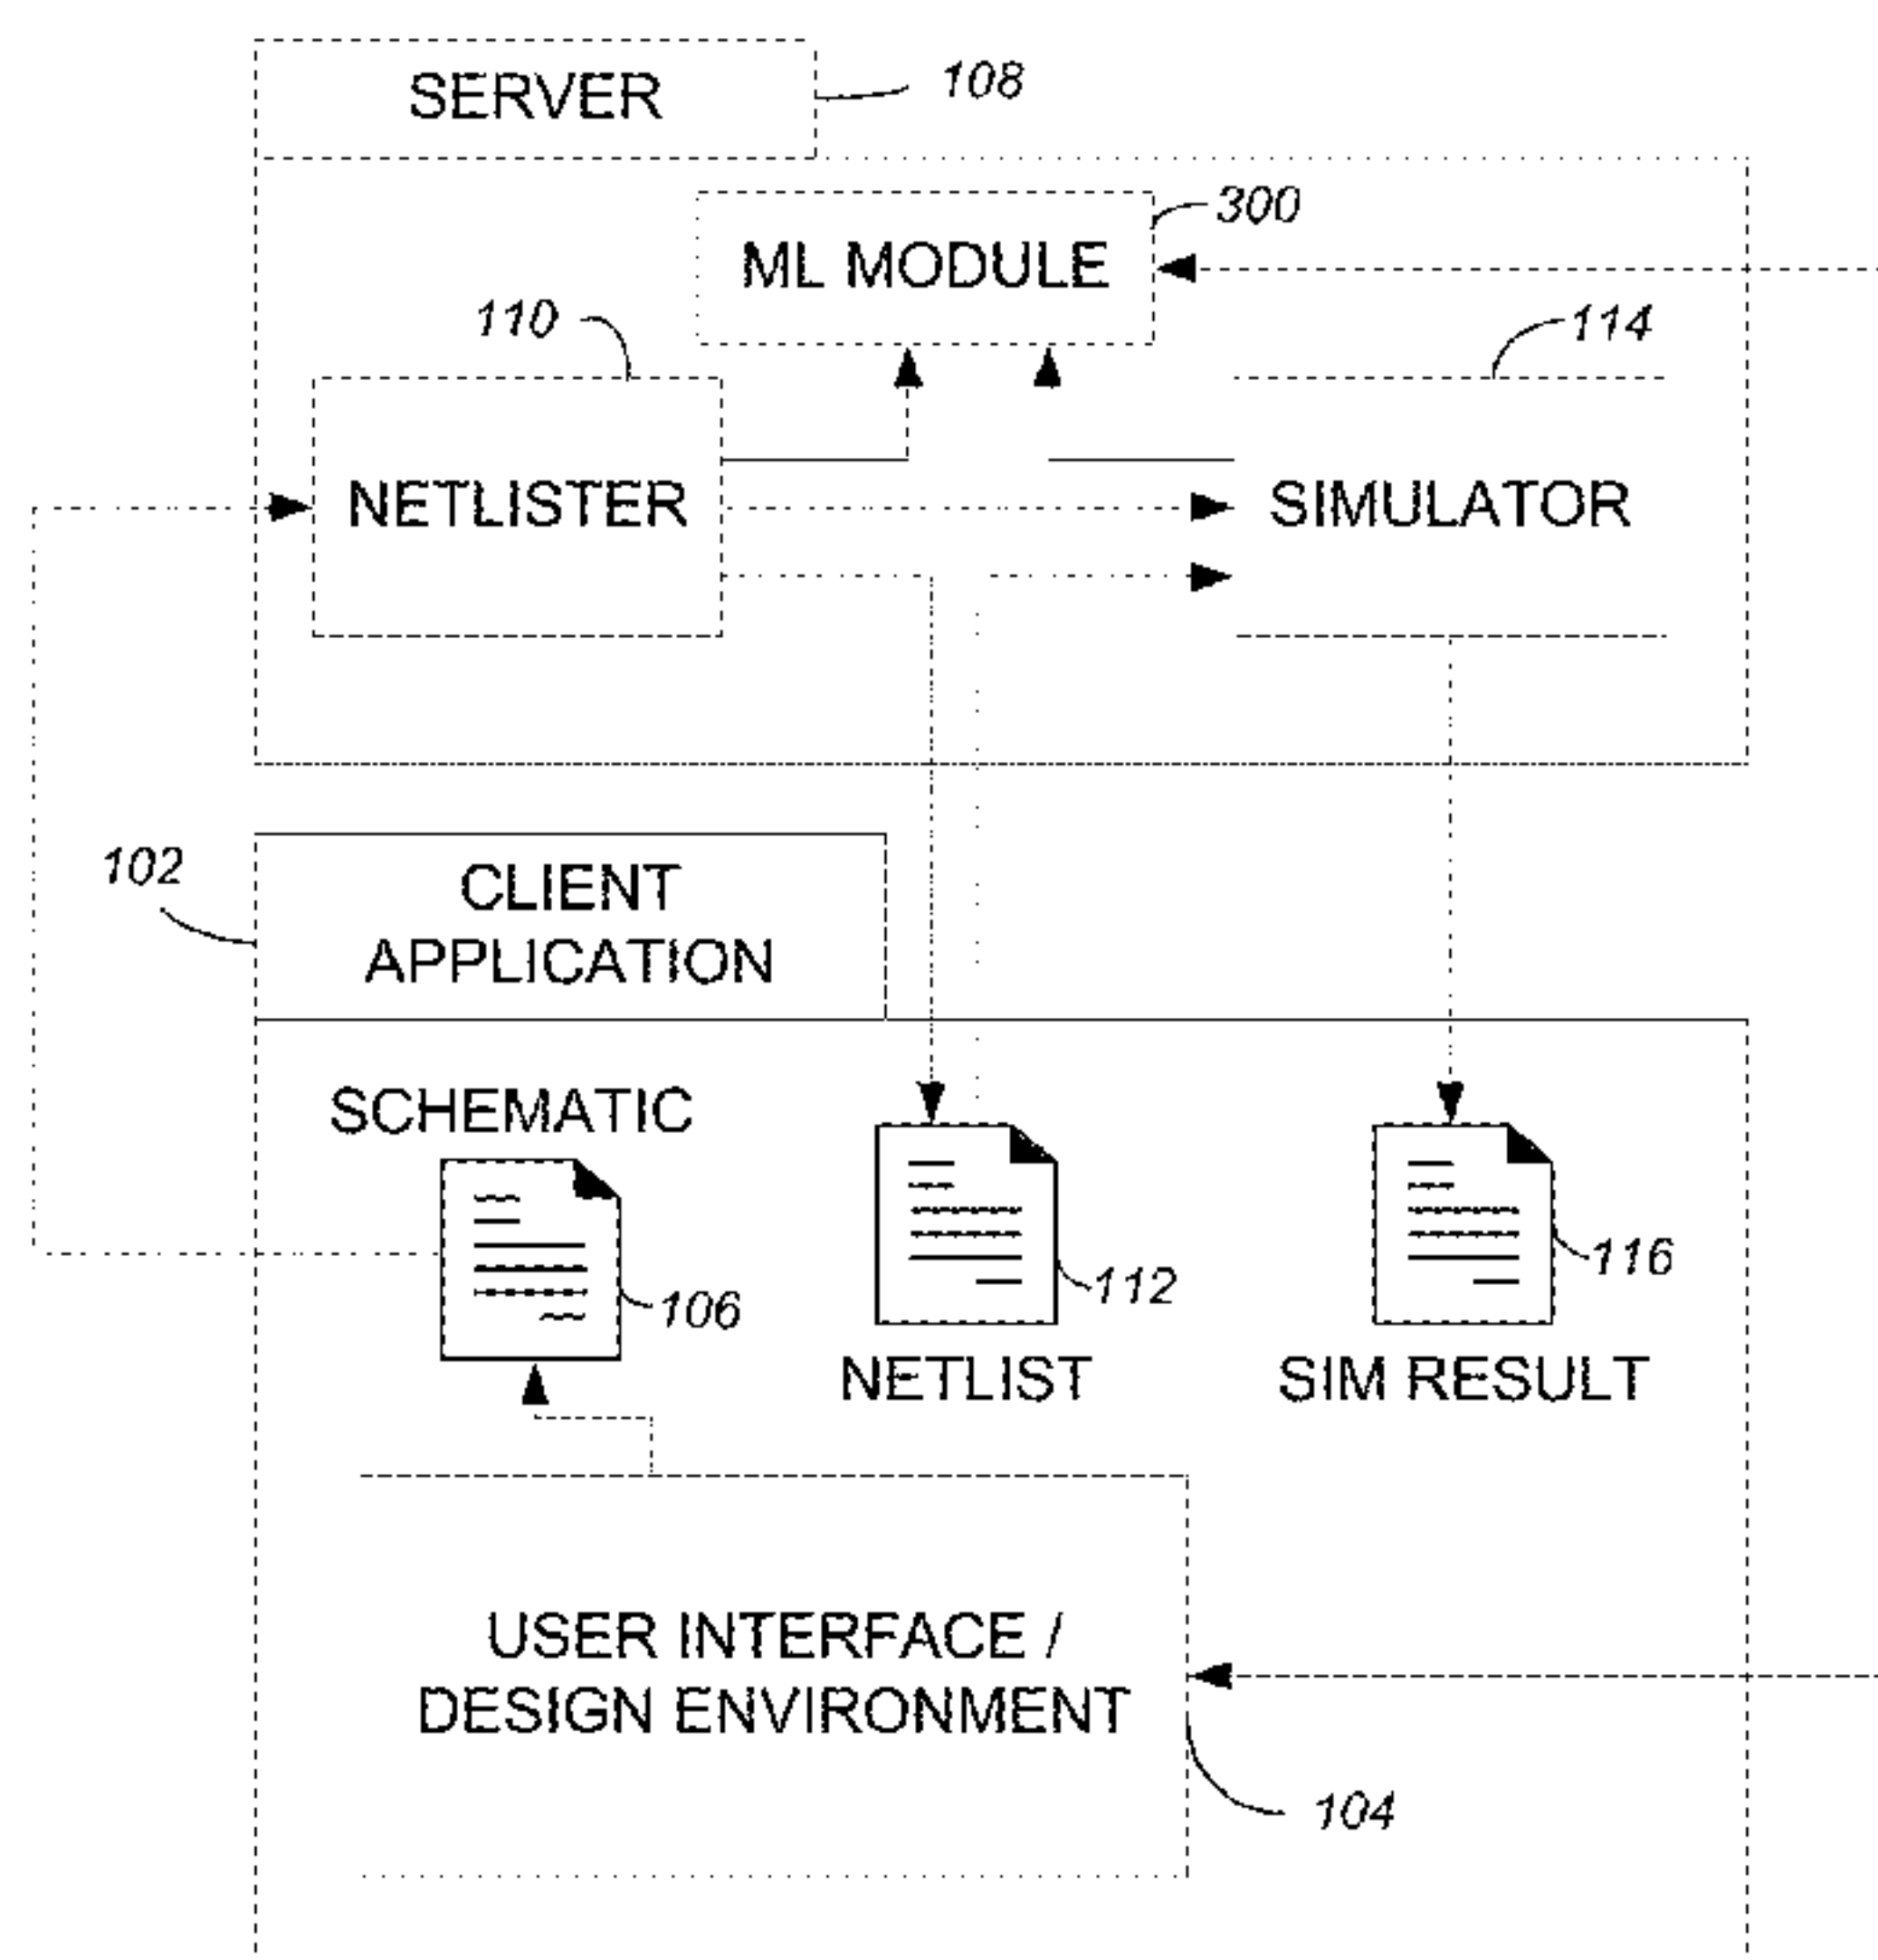 SERVER
108
300
ML MODULE
110
114
NETLISTER
SIMULATOR
102
CLIENT
APPLICATION
SCHEMATIC
106
112
116
NETLIST
SIM RESULT
USER INTERFACE /
DESIGN ENVIRONMENT
104